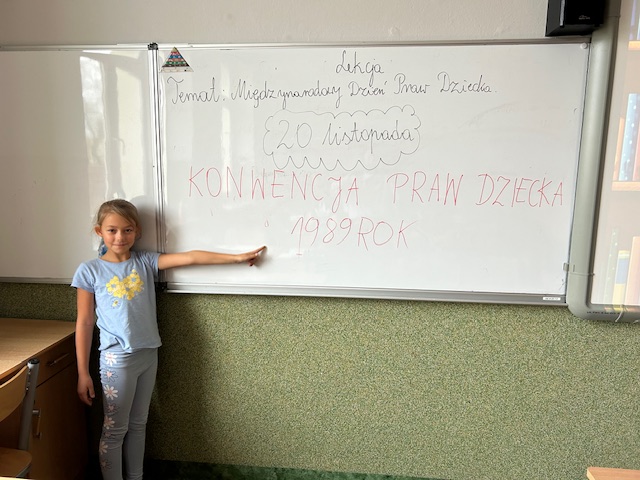 Lekcja
Temat: Międzynarodowy Dzień Praw Dziecka.
20 listopada
KONWENCJA PRAW DZIECKA
1989 ROK